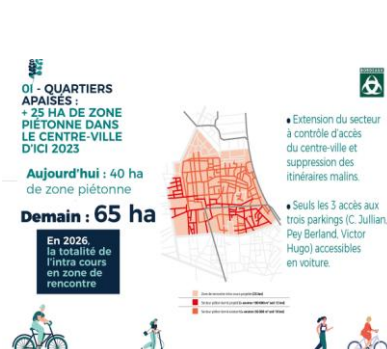 BORDEAUX
01 - QUARTIERS
APAISÉS :
+ 25 HA DE ZONE
PIÉTONNE DANS
LE CENTRE-VILLE
D'ICI 2023
Aujourd'hui : 40 ha
de zone piétonne
Demain : 65 ha
En 2026,
la totalité de
l'intra cours
en zone de
rencontre
• Extension du secteur
à contrôle d'accès
du centre-ville et
suppression des
itinéraires malins.
• Seuls les 3 accès aux
trois parkings (C. Jullian,
Pey Berland, Victor
Hugo) accessibles
en voiture.